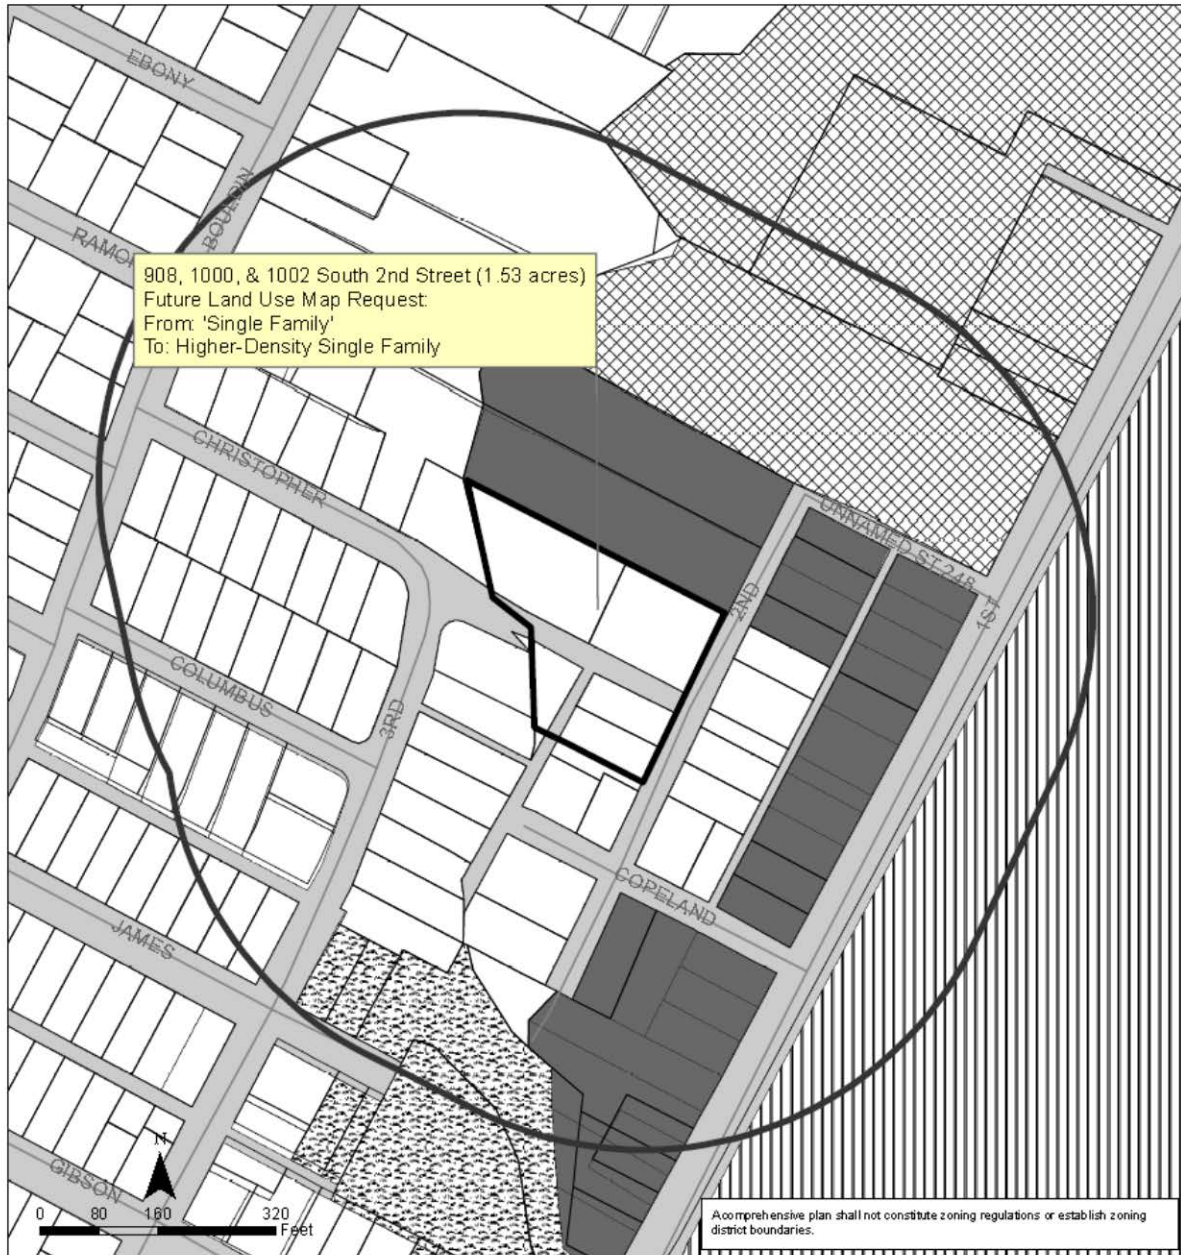 EBONY
BOULDIN
908, 1000, & 1002 South 2nd Street (1.53 acres)
Future Land Use Map Request:
From: 'Single Family'
To: Higher-Density Single Family
CHRISTOPHER
UNNAMED ST 248
2ND
1ST
COLUMBUS
3RD
COPELAND
JAMES
N
GIBSON
0 80 160 320
Feet
A comprehensive plan shall not constitute zoning regulations or establish zoning
district boundaries.